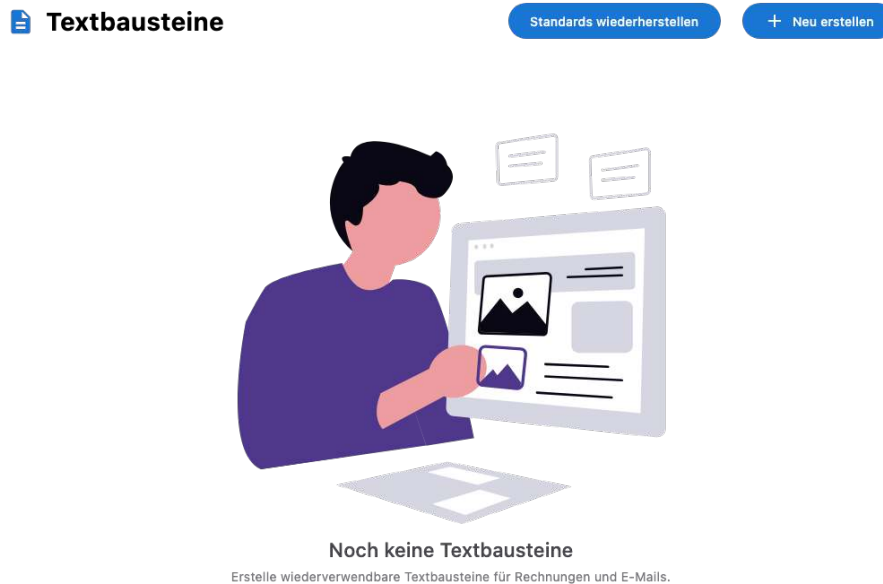 Textbausteine
Standards wiederherstellen
Neu erstellen
Noch keine Textbausteine
Erstelle wiederverwendbare Textbausteine für Rechnungen und E-Mails.